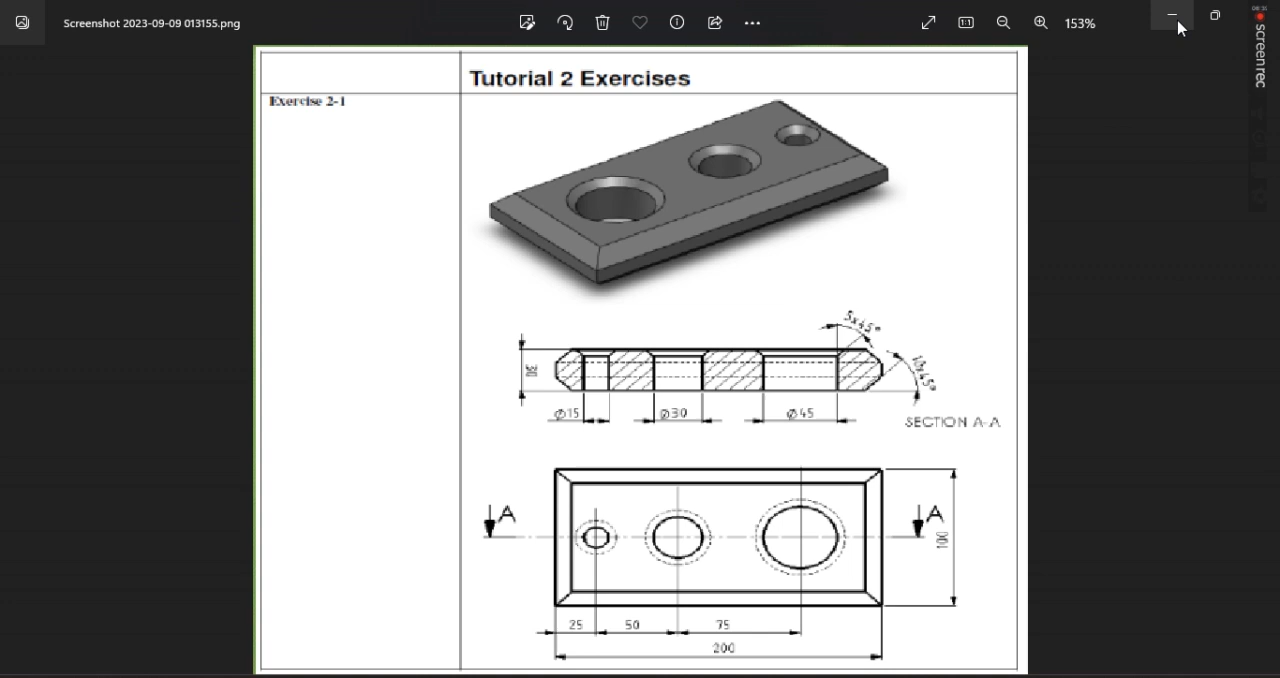 Screenshot 2023-09-09 013155.png
153%
screenrec
Tutorial 2 Exercises
Exercise 2-1
5x45°
10x45°
30
Ø15
Ø30
Ø45
SECTION A-A
A
A
100
25
50
75
200